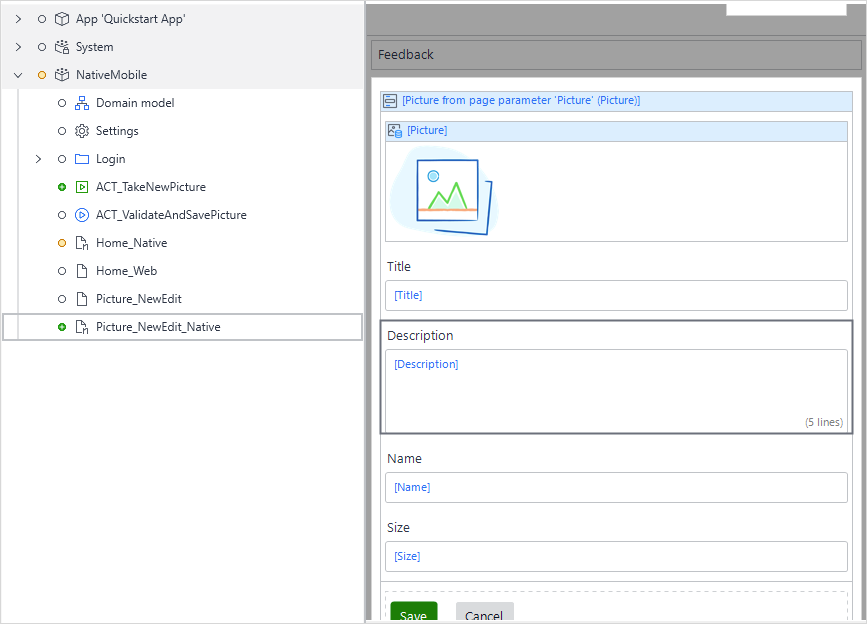 App 'Quickstart App'
System
NativeMobile
Domain model
Settings
Login
ACT_TakeNewPicture
ACT_ValidateAndSavePicture
Home_Native
Home_Web
Picture_NewEdit
Picture_NewEdit_Native
Feedback
[Picture from page parameter 'Picture' (Picture)]
[Picture]
Title
[Title]
Description
[Description]
(5 lines)
Name
[Name]
Size
[Size]
Save Cancel